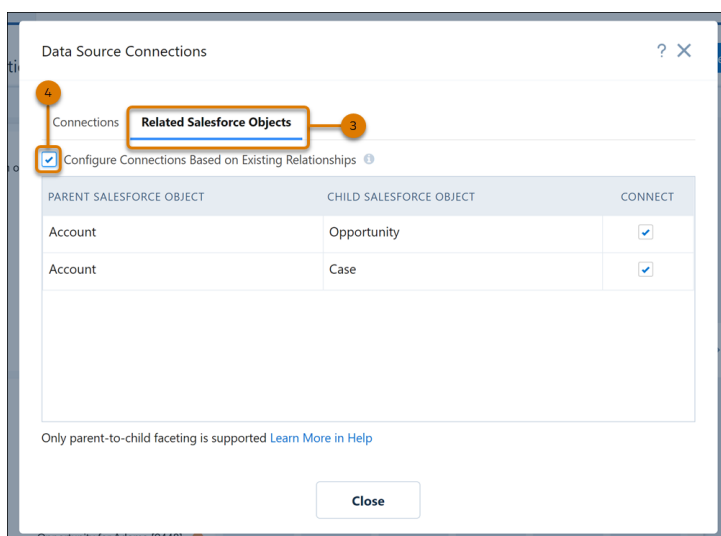 Data Source Connections
?
4
Connections
Related Salesforce Objects
3
Configure Connections Based on Existing Relationships
PARENT SALESFORCE OBJECT CHILD SALESFORCE OBJECT CONNECT
Account Opportunity
Account Case
Only parent-to-child faceting is supported Learn More in Help
Close